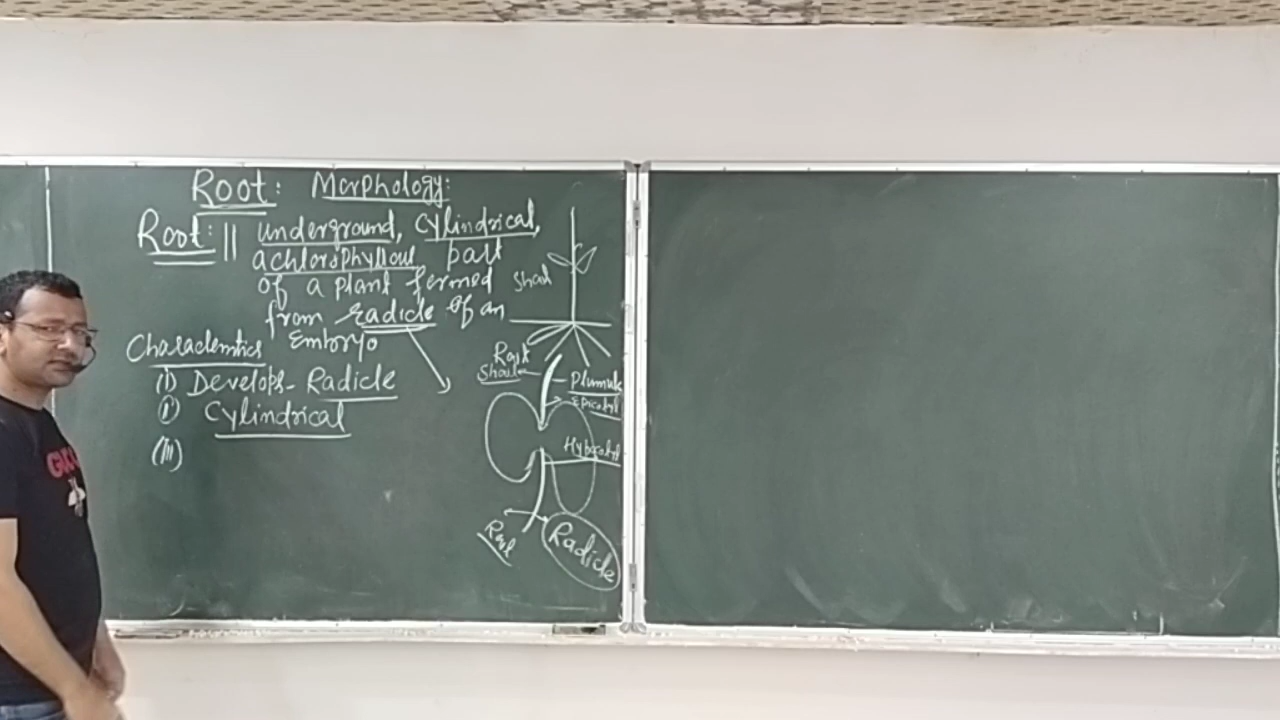 Root: Morphology:
Root: || underground, cylindrical,
achlorophyllous part
of a plant formed
from radicle of an
Embryo
Characteristics
(i) Develops - Radicle
(ii) Cylindrical
(iii)
Shoot
Root
Shoot
Plumule
Epicotyl
Hypocotyl
Root
Radicle